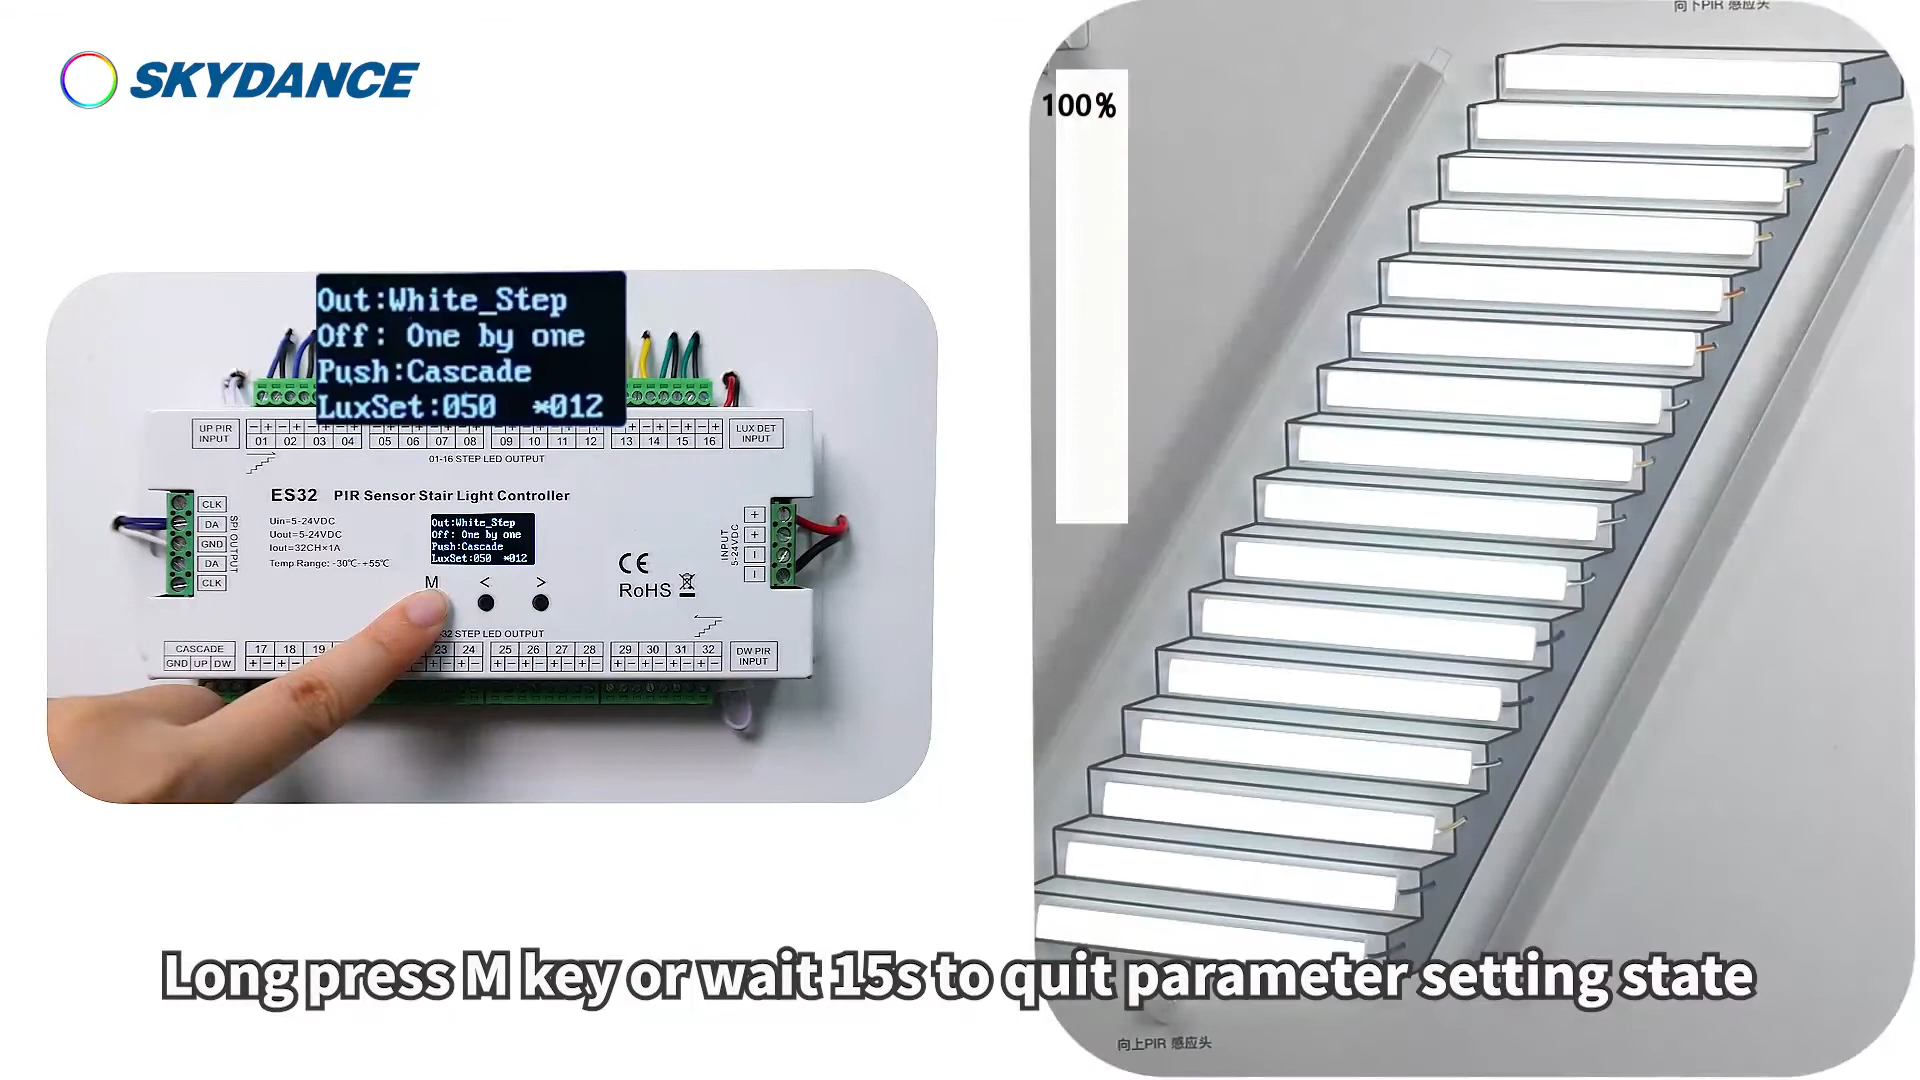 SKYDANCE
向下PIR 感应头
100%
Out:White_Step
Off: One by one
Push:Cascade
LuxSet:050 *012
UP PIR INPUT
- + - + - + - +
01 02 03 04 05 06 07 08 09 10 11 12 13 14 15 16
LUX DET INPUT
01-16 STEP LED OUTPUT
ES32 PIR Sensor Stair Light Controller
Uin=5-24VDC
Uout=5-24VDC
Iout=32CH×1A
Temp Range: -30℃-+55℃
CLK
DA
GND
DA
CLK
SPI OUTPUT
Out:White_Step
Off: One by one
Push:Cascade
LuxSet:050 *012
M < >
CE
RoHS
INPUT
5-24VDC
+
+
-32 STEP LED OUTPUT
CASCADE
GND UP DW
17 18 19 23 24 25 26 27 28 29 30 31 32
DW PIR INPUT
Long press M key or wait 15s to quit parameter setting state
向上PIR 感应头